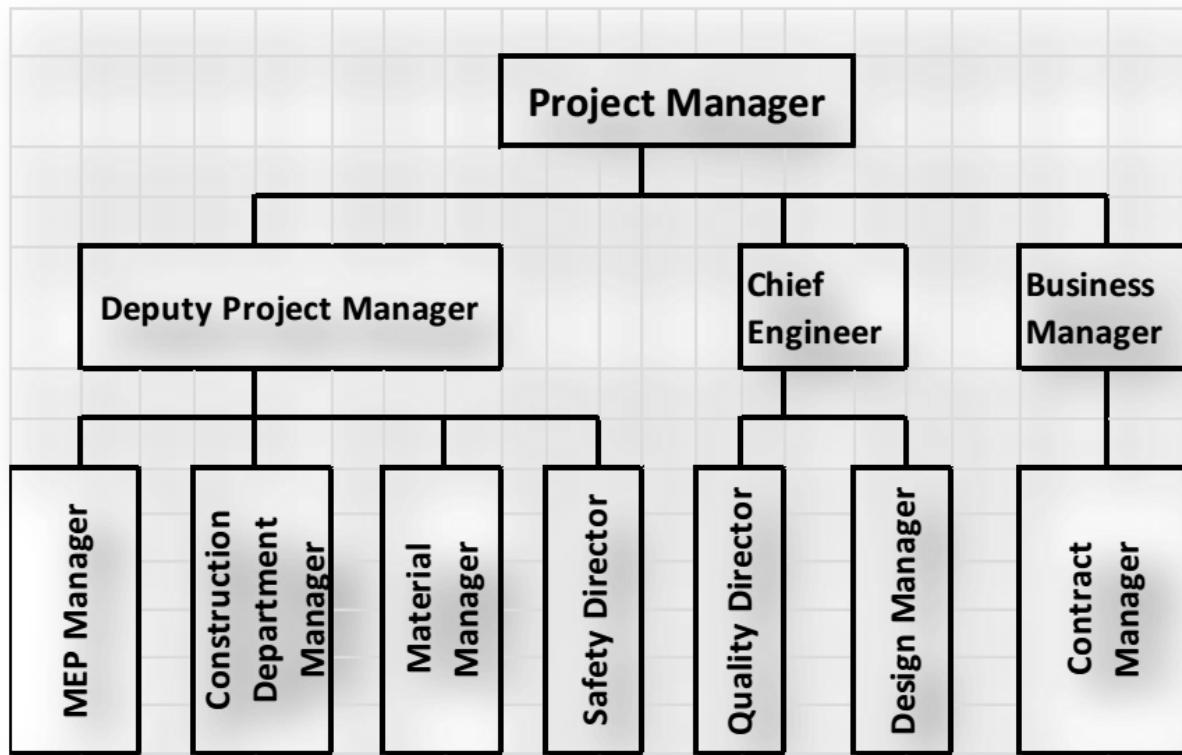 Project Manager
Deputy Project Manager
Chief
Engineer
Business
Manager
MEP Manager
Construction
Department
Manager
Material
Manager
Safety Director
Quality Director
Design Manager
Contract
Manager